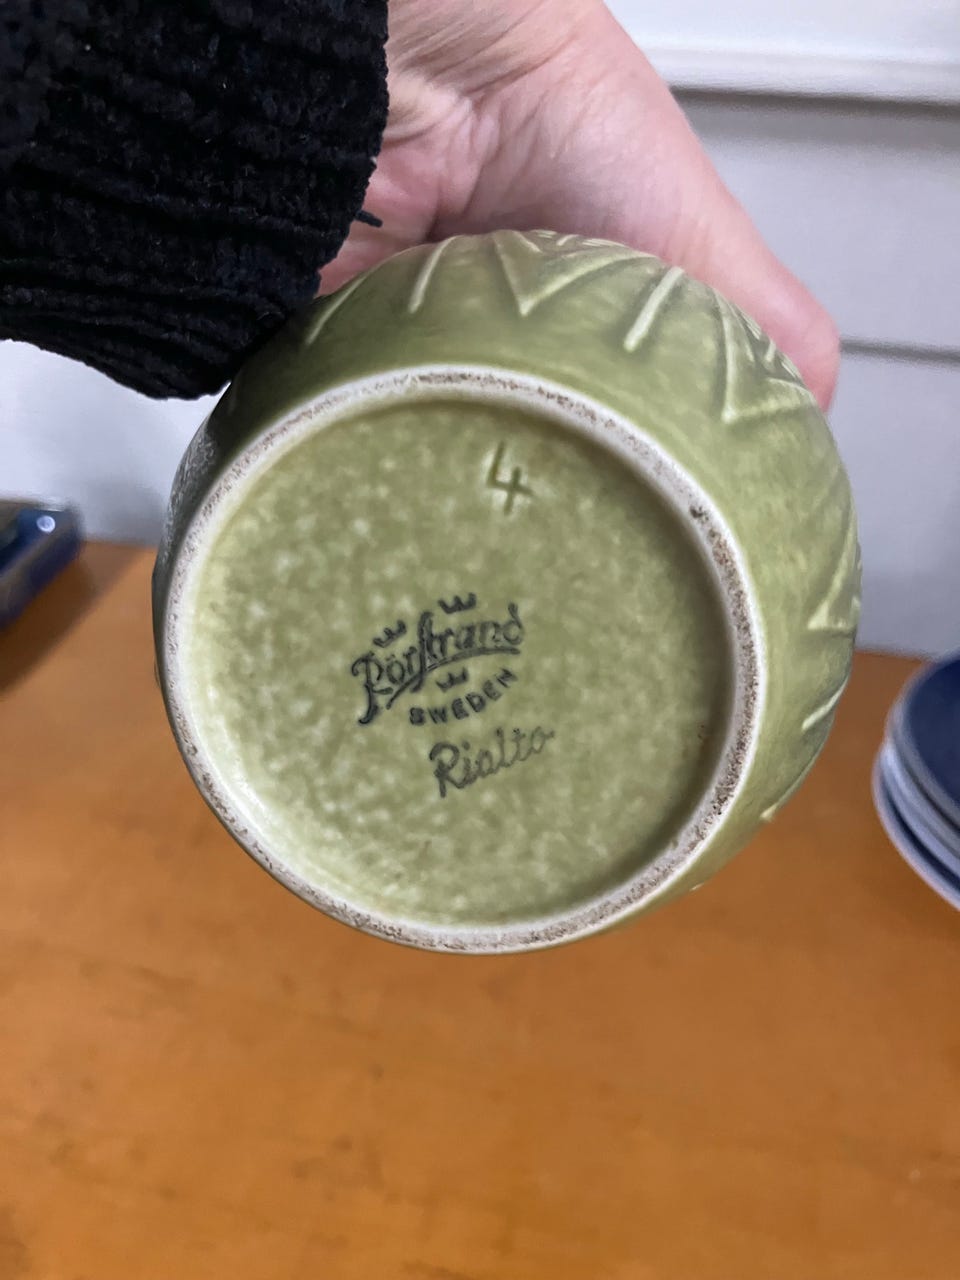 4
Rörstrand
SWEDEN
Rialto